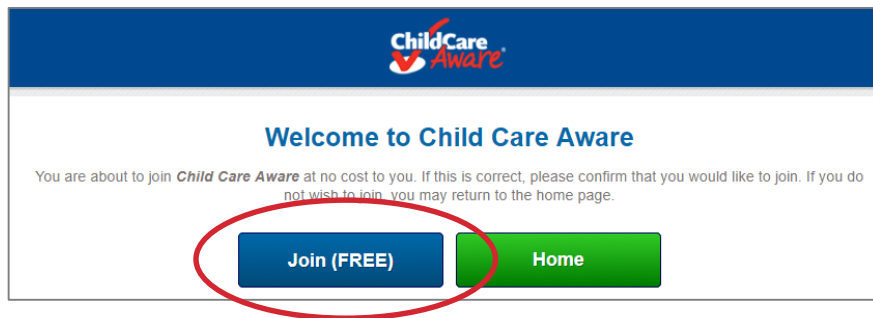 ChildCare
Aware
Welcome to Child Care Aware
You are about to join Child Care Aware at no cost to you. If this is correct, please confirm that you would like to join. If you do
not wish to join, you may return to the home page.
Join (FREE)
Home